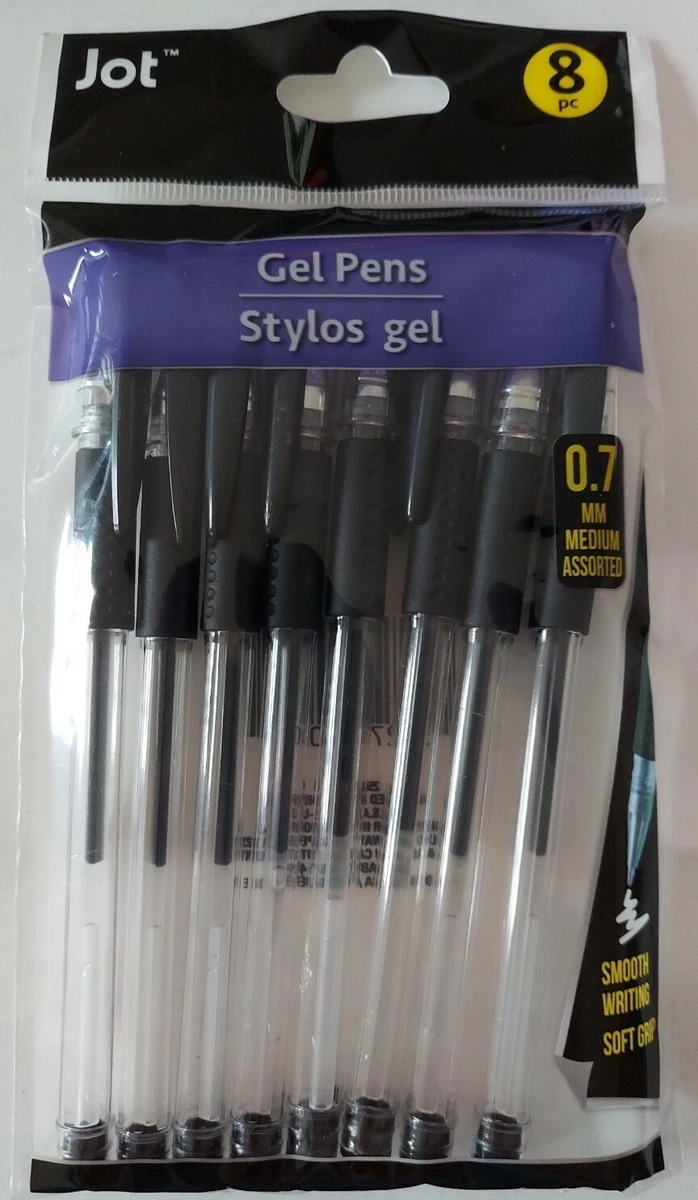 Jot™
8
pc
Gel Pens
Stylos gel
0.7
MM
MEDIUM
ASSORTED
SMOOTH
WRITING
SOFT GRIP